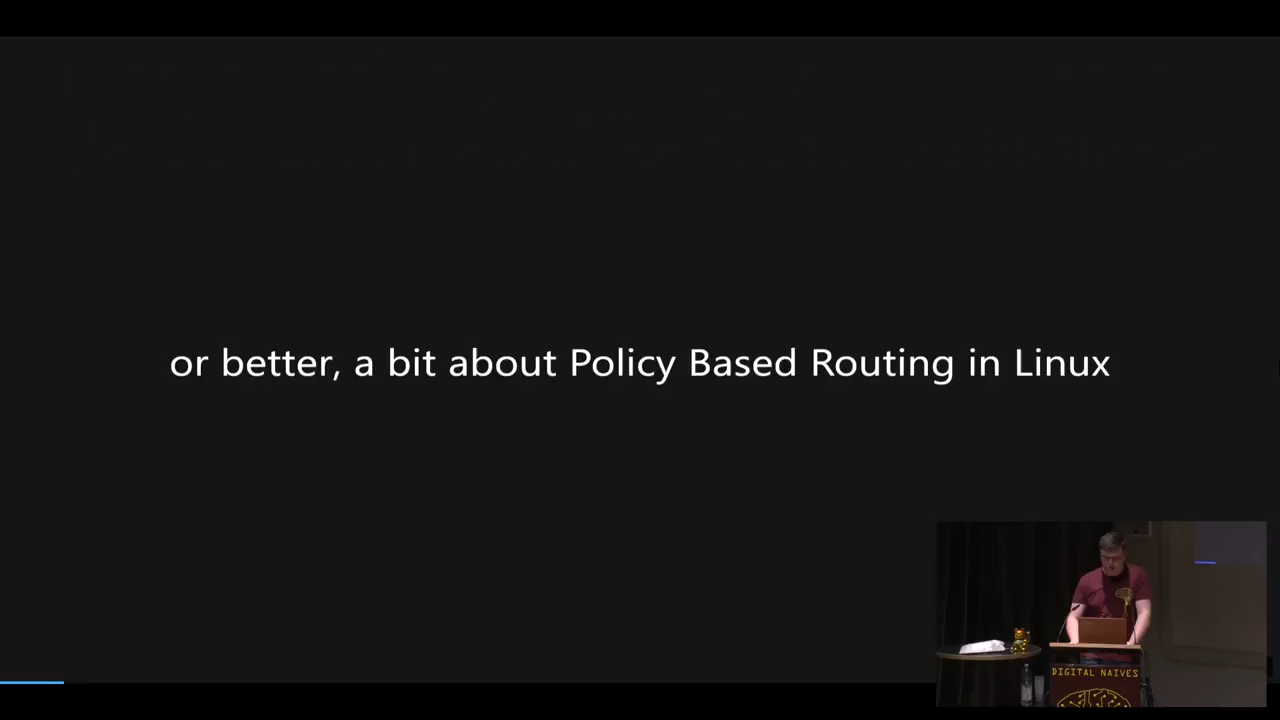 or better, a bit about Policy Based Routing in Linux
DIGITAL NAIVES